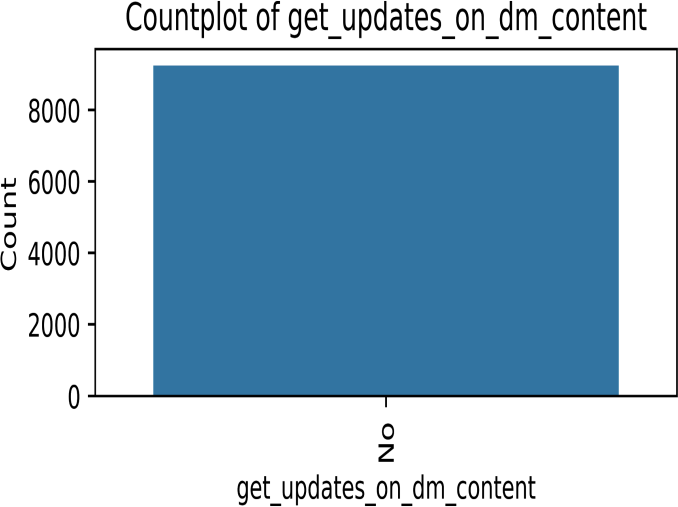 Countplot of get_updates_on_dm_content
Count
8000
6000
4000
2000
0
No
get_updates_on_dm_content